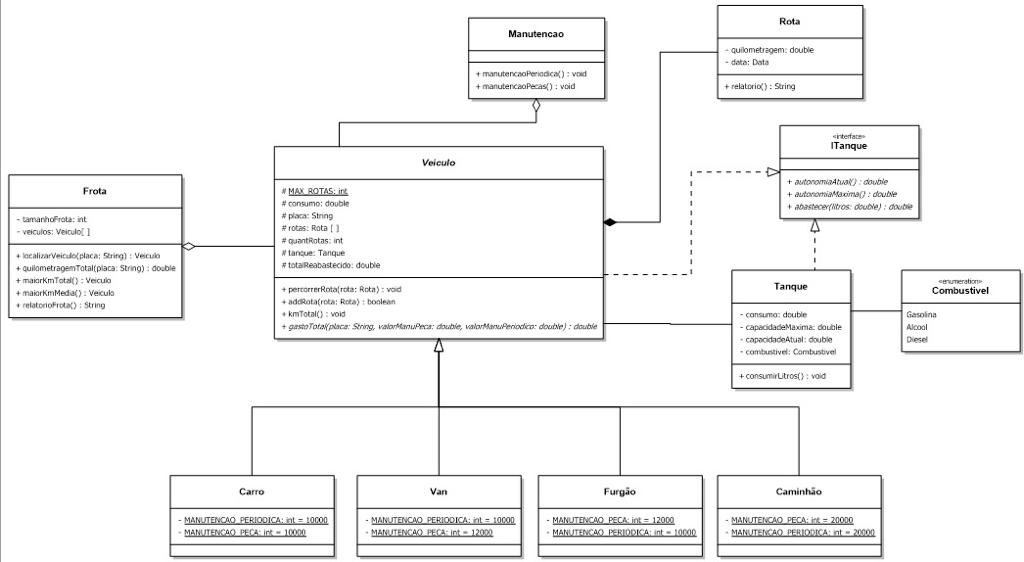 Manutencao
+ manutencaoPeriodica() : void
+ manutencaoPecas() : void
Rota
- quilometragem: double
- data: Data
+ relatorio() : String
«interface»
ITanque
+ autonomiaAtual() : double
+ autonomiaMaxima() : double
+ abastecer(litros: double) : double
Veiculo
# MAX_ROTAS: int
# consumo: double
# placa: String
# rotas: Rota [ ]
# quantRotas: int
# tanque: Tanque
# totalReabastecido: double
+ percorrerRota(rota: Rota) : void
+ addRota(rota: Rota) : boolean
+ kmTotal() : void
+ gastoTotal(placa: String, valorManuPeca: double, valorManuPeriodico: double) : double
Frota
- tamanhoFrota: int
- veiculos: Veiculo[ ]
+ localizarVeiculo(placa: String) : Veiculo
+ quilometragemTotal(placa: String) : double
+ maiorKmTotal() : Veiculo
+ maiorKmMedia() : Veiculo
+ relatorioFrota() : String
Tanque
- consumo: double
- capacidadeMaxima: double
- capacidadeAtual: double
- combustivel: Combustivel
+ consumirLitros() : void
«enumeration»
Combustivel
Gasolina
Alcool
Diesel
Carro
- MANUTENCAO_PERIODICA: int = 10000
- MANUTENCAO_PECA: int = 10000
Van
- MANUTENCAO_PERIODICA: int = 10000
- MANUTENCAO_PECA: int = 12000
Furgão
- MANUTENCAO_PECA: int = 12000
- MANUTENCAO_PERIODICA: int = 10000
Caminhão
- MANUTENCAO_PECA: int = 20000
- MANUTENCAO_PERIODICA: int = 20000